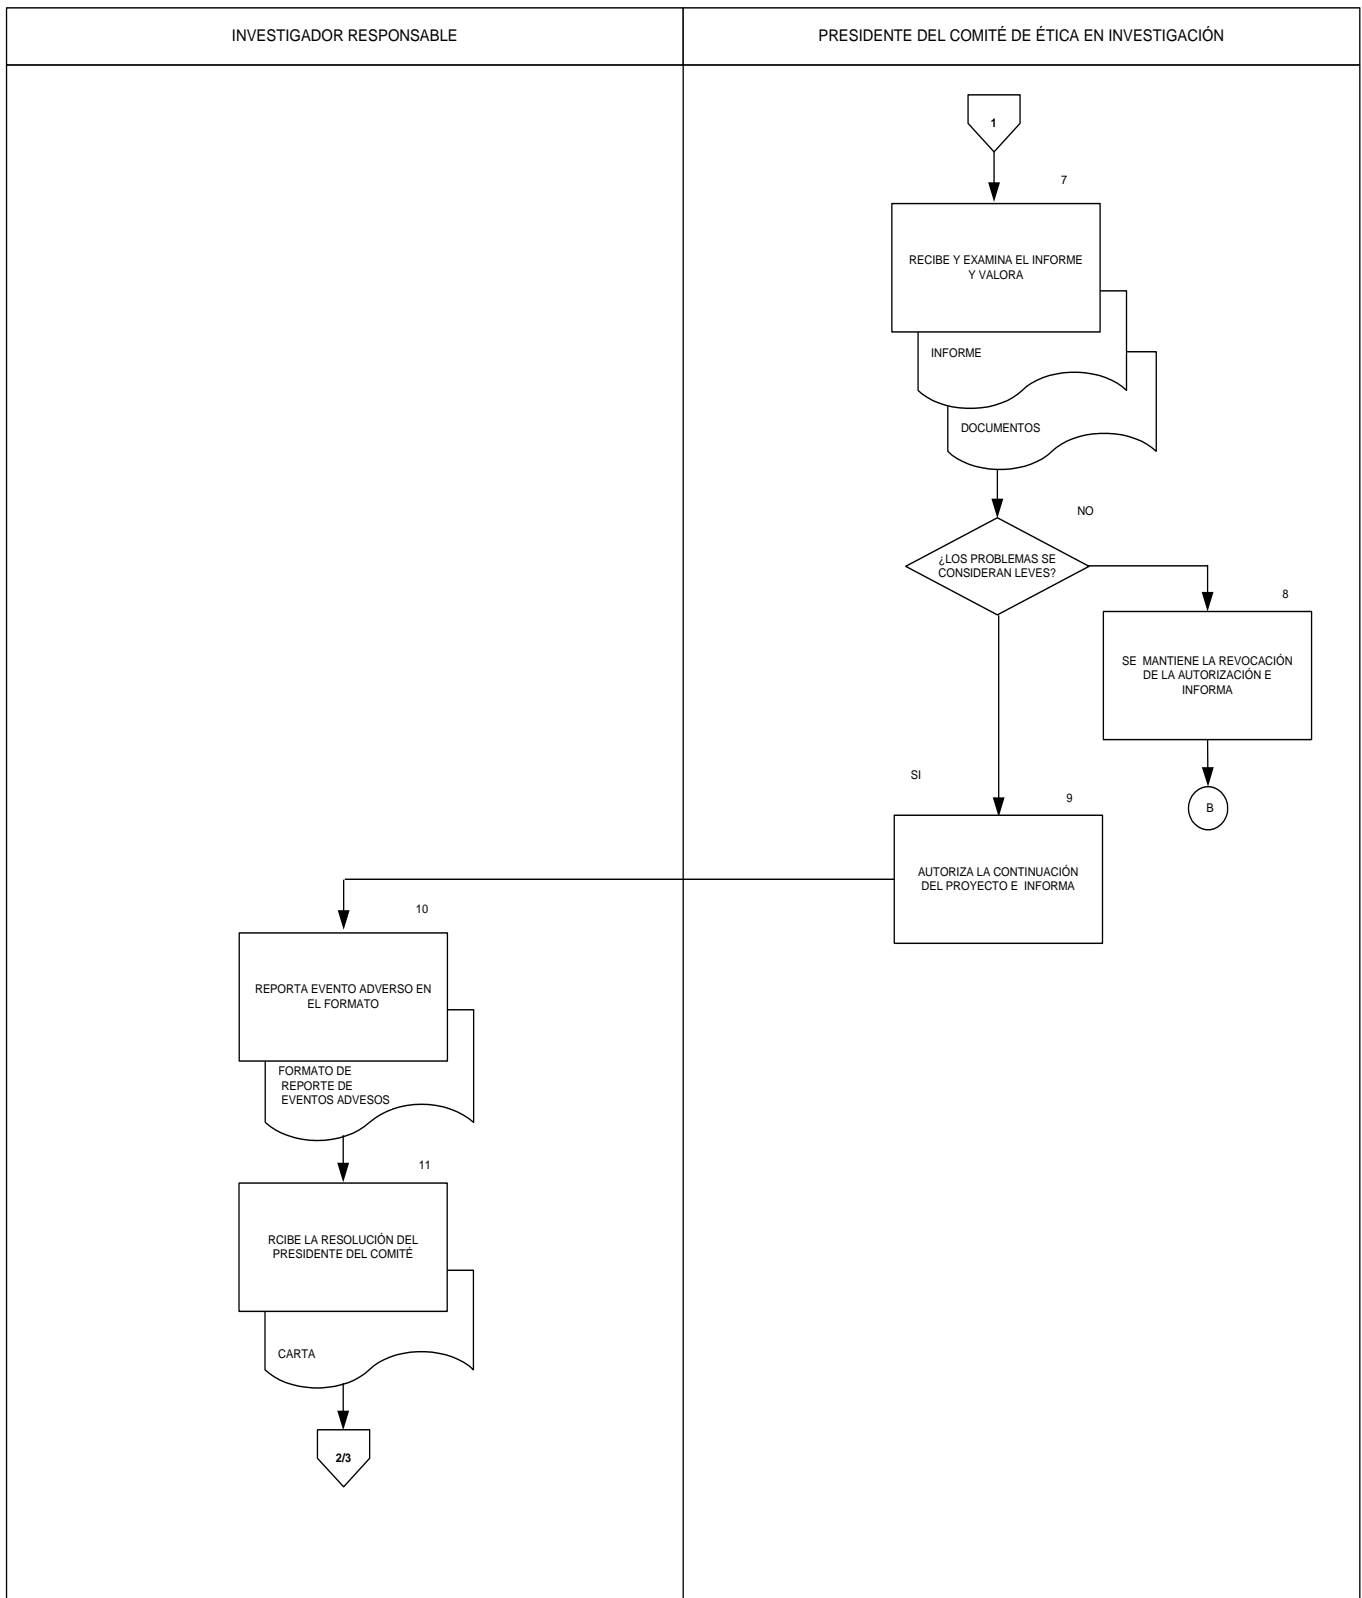 INVESTIGADOR RESPONSABLE
PRESIDENTE DEL COMITÉ DE ÉTICA EN INVESTIGACIÓN
1
7
RECIBE Y EXAMINA EL INFORME
Y VALORA
INFORME
DOCUMENTOS
NO
¿LOS PROBLEMAS SE
CONSIDERAN LEVES?
8
SE MANTIENE LA REVOCACIÓN
DE LA AUTORIZACIÓN E
INFORMA
B
SI
9
AUTORIZA LA CONTINUACIÓN
DEL PROYECTO E INFORMA
10
REPORTA EVENTO ADVERSO EN
EL FORMATO
FORMATO DE
REPORTE DE
EVENTOS ADVESOS
11
RCIBE LA RESOLUCIÓN DEL
PRESIDENTE DEL COMITÉ
CARTA
2/3